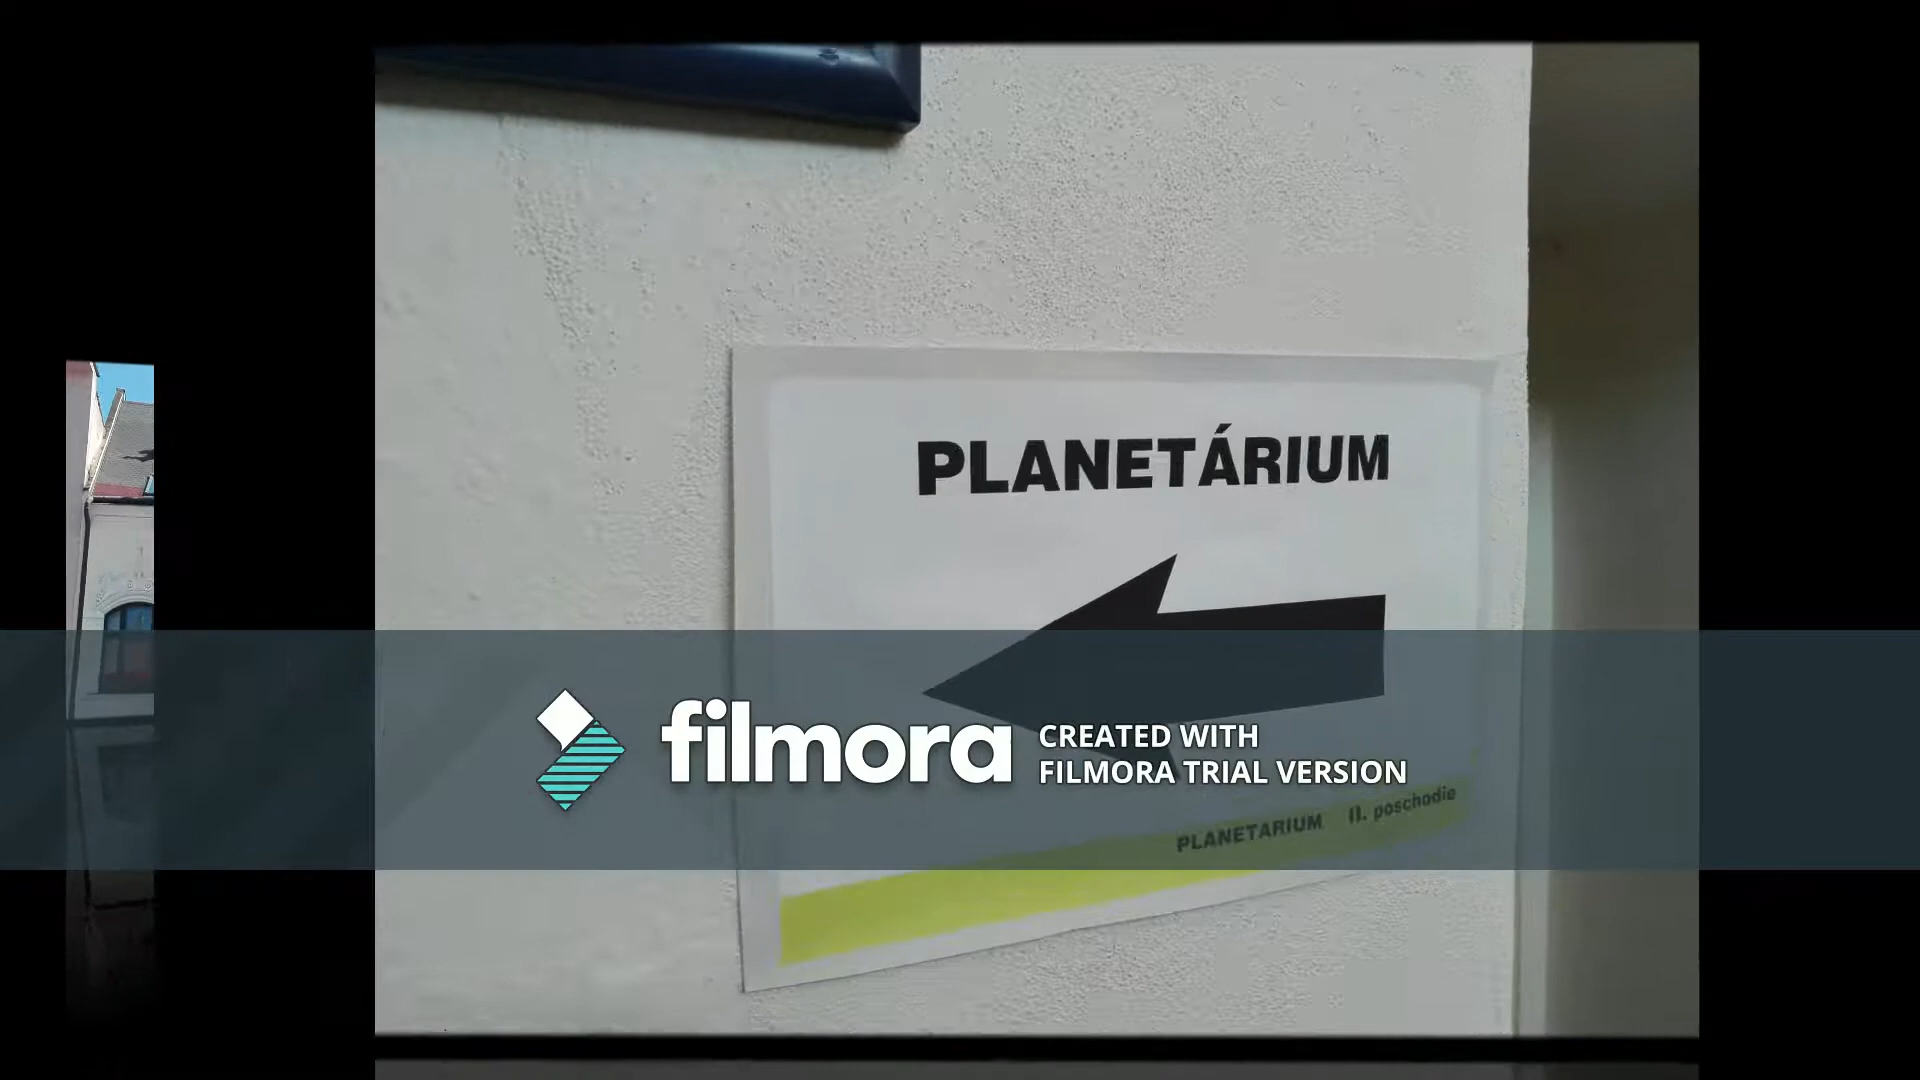 PLANETÁRIUM
filmora
CREATED WITH
FILMORA TRIAL VERSION
PLANETARIUM II. poschodie